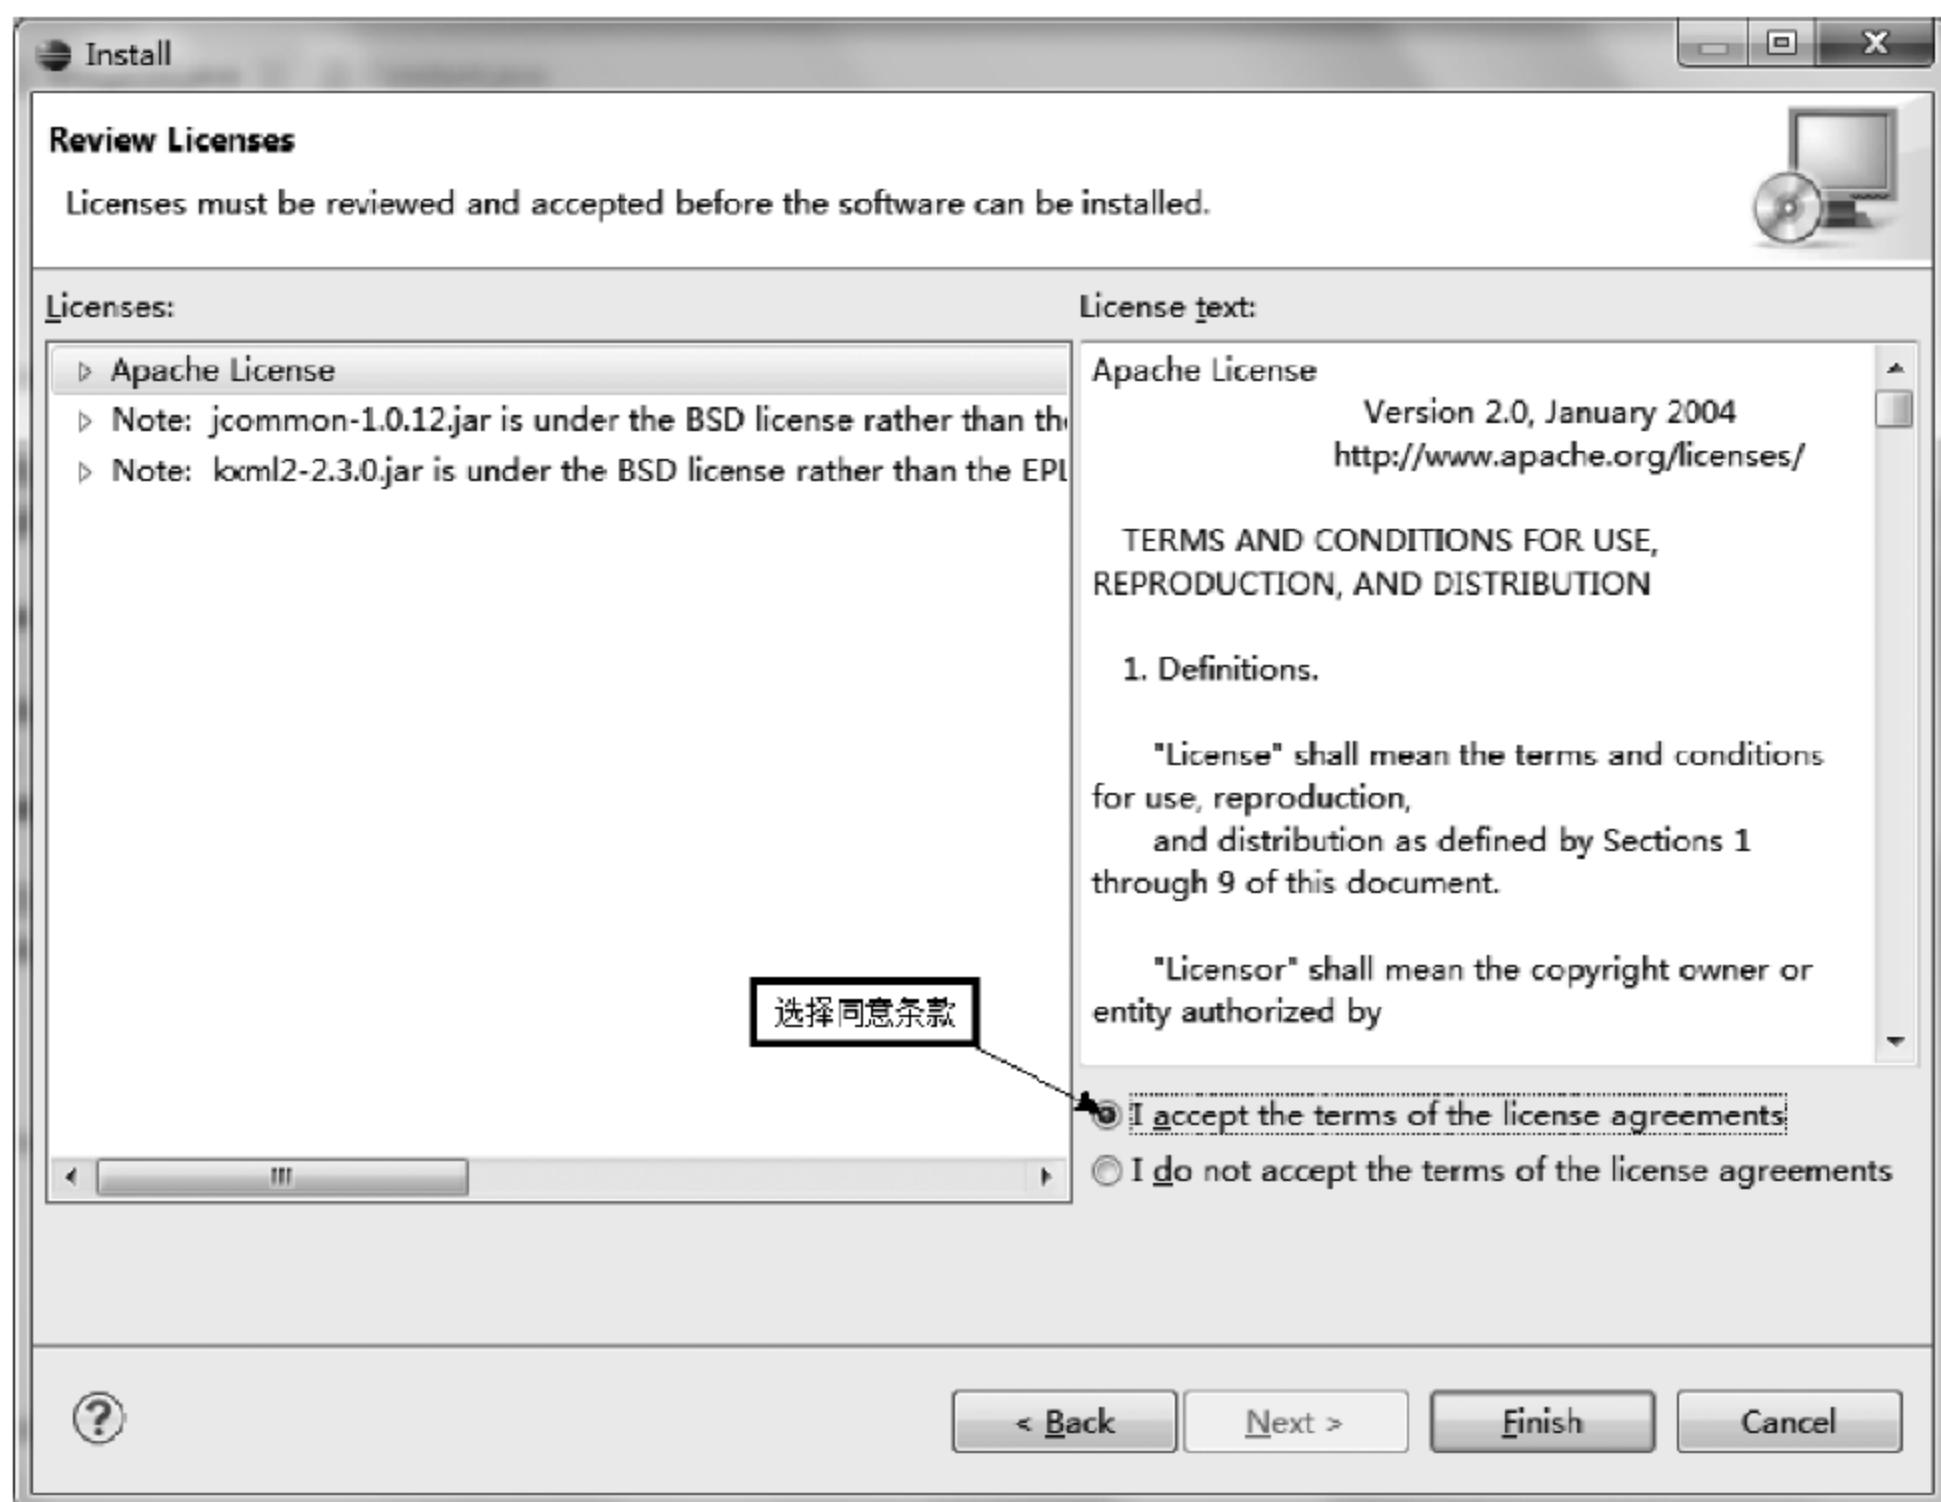 Install
Review Licenses
Licenses must be reviewed and accepted before the software can be installed.
Licenses:
Apache License
Note:  jcommon-1.0.12.jar is under the BSD license rather than the
Note:  kxml2-2.3.0.jar is under the BSD license rather than the EPL
License text:
Apache License
Version 2.0, January 2004
http://www.apache.org/licenses/
TERMS AND CONDITIONS FOR USE,
REPRODUCTION, AND DISTRIBUTION
1. Definitions.
"License" shall mean the terms and conditions
for use, reproduction,
and distribution as defined by Sections 1
through 9 of this document.
"Licensor" shall mean the copyright owner or
entity authorized by
选择同意条款
I accept the terms of the license agreements
I do not accept the terms of the license agreements
< Back
Next >
Finish
Cancel